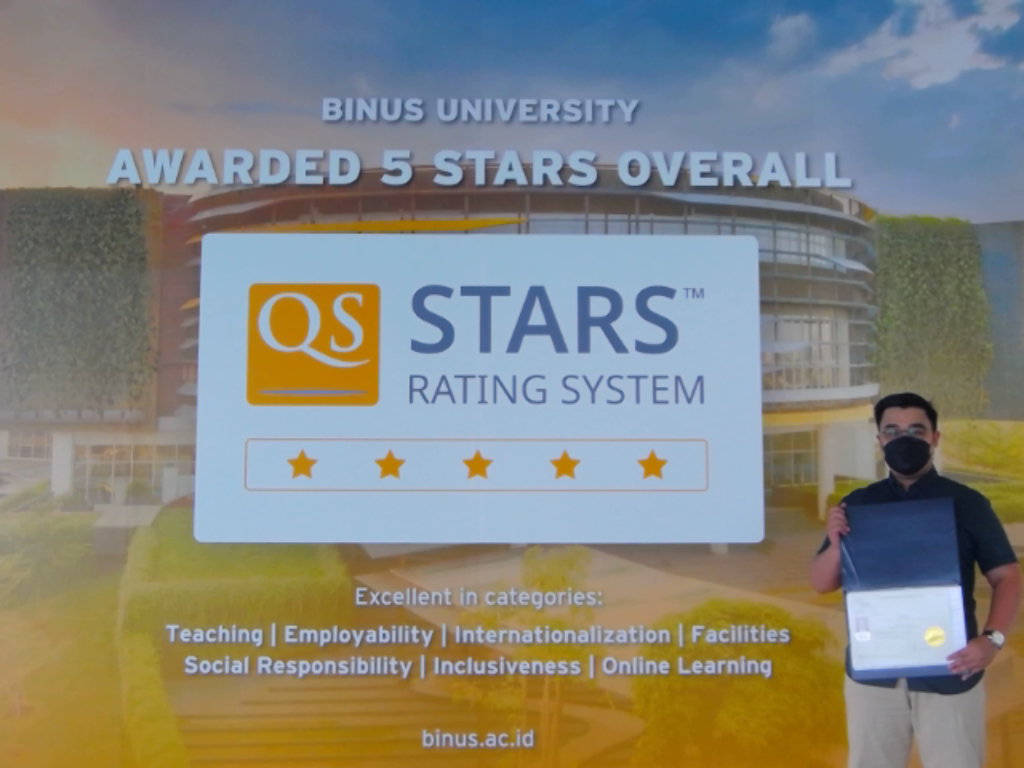 BINUS UNIVERSITY
AWARDED 5 STARS OVERALL
QS
STARS™
RATING SYSTEM
Excellent in categories:
Teaching | Employability | Internationalization | Facilities
Social Responsibility | Inclusiveness | Online Learning
binus.ac.id